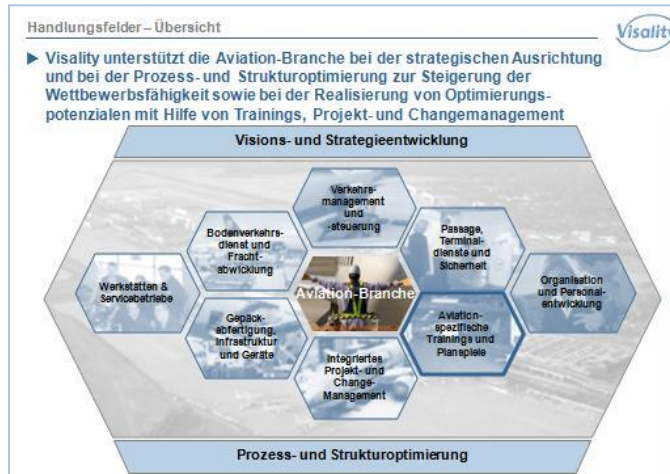 Handlungsfelder – Übersicht
Visality
Visality unterstützt die Aviation-Branche bei der strategischen Ausrichtung
und bei der Prozess- und Strukturoptimierung zur Steigerung der
Wettbewerbsfähigkeit sowie bei der Realisierung von Optimierungs-
potenzialen mit Hilfe von Trainings, Projekt- und Changemanagement
Visions- und Strategieentwicklung
Verkehrs-
management
und
-steuerung
Bodenverkehrs-
dienst und
Fracht-
abwicklung
Passage,
Terminal-
dienste und
Sicherheit
Werkstätten &
Servicebetriebe
Aviation-Branche
Organisation
und Personal-
entwicklung
Gepäck-
abfertigung,
Infrastruktur
und Geräte
Aviation-
spezifische
Trainings und
Planspiele
Integriertes
Projekt- und
Change-
Management
Prozess- und Strukturoptimierung